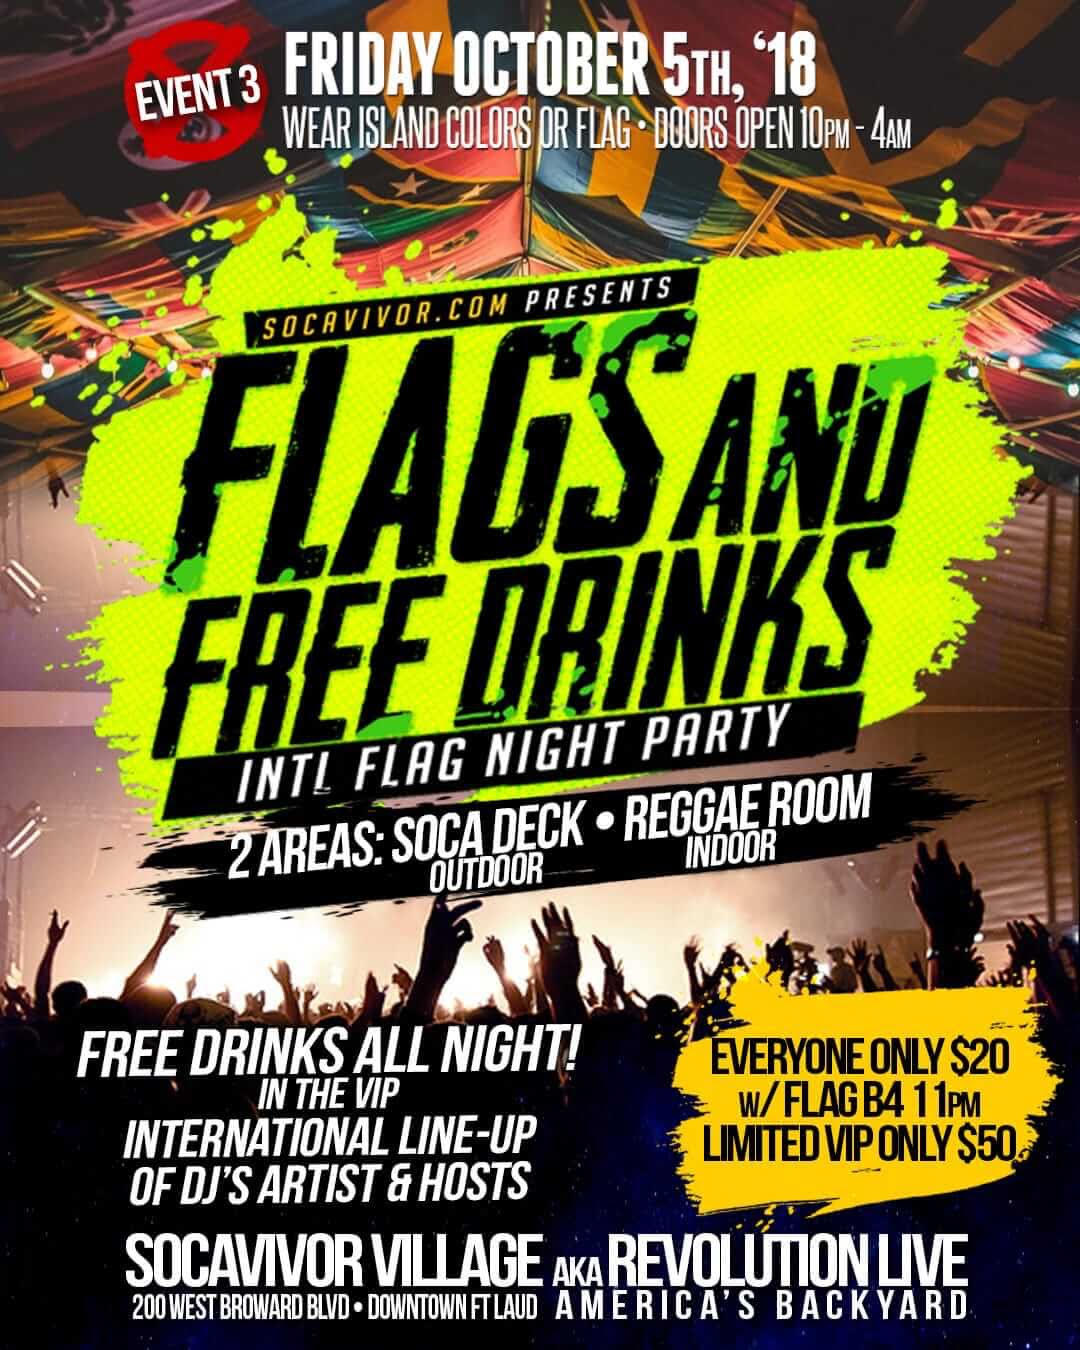 EVENT 3
FRIDAY OCTOBER 5TH, '18
WEAR ISLAND COLORS OR FLAG • DOORS OPEN 10PM - 4AM
SOCAVIVOR.COM PRESENTS
FLAGS AND
FREE DRINKS
INTL FLAG NIGHT PARTY
2 AREAS: SOCA DECK • REGGAE ROOM
OUTDOOR INDOOR
FREE DRINKS ALL NIGHT!
IN THE VIP
INTERNATIONAL LINE-UP
OF DJ'S ARTIST & HOSTS
EVERYONE ONLY $20
W/ FLAG B4 11PM
LIMITED VIP ONLY $50
SOCAVIVOR VILLAGE AKA REVOLUTION LIVE
200 WEST BROWARD BLVD • DOWNTOWN FT LAUD AMERICA'S BACKYARD